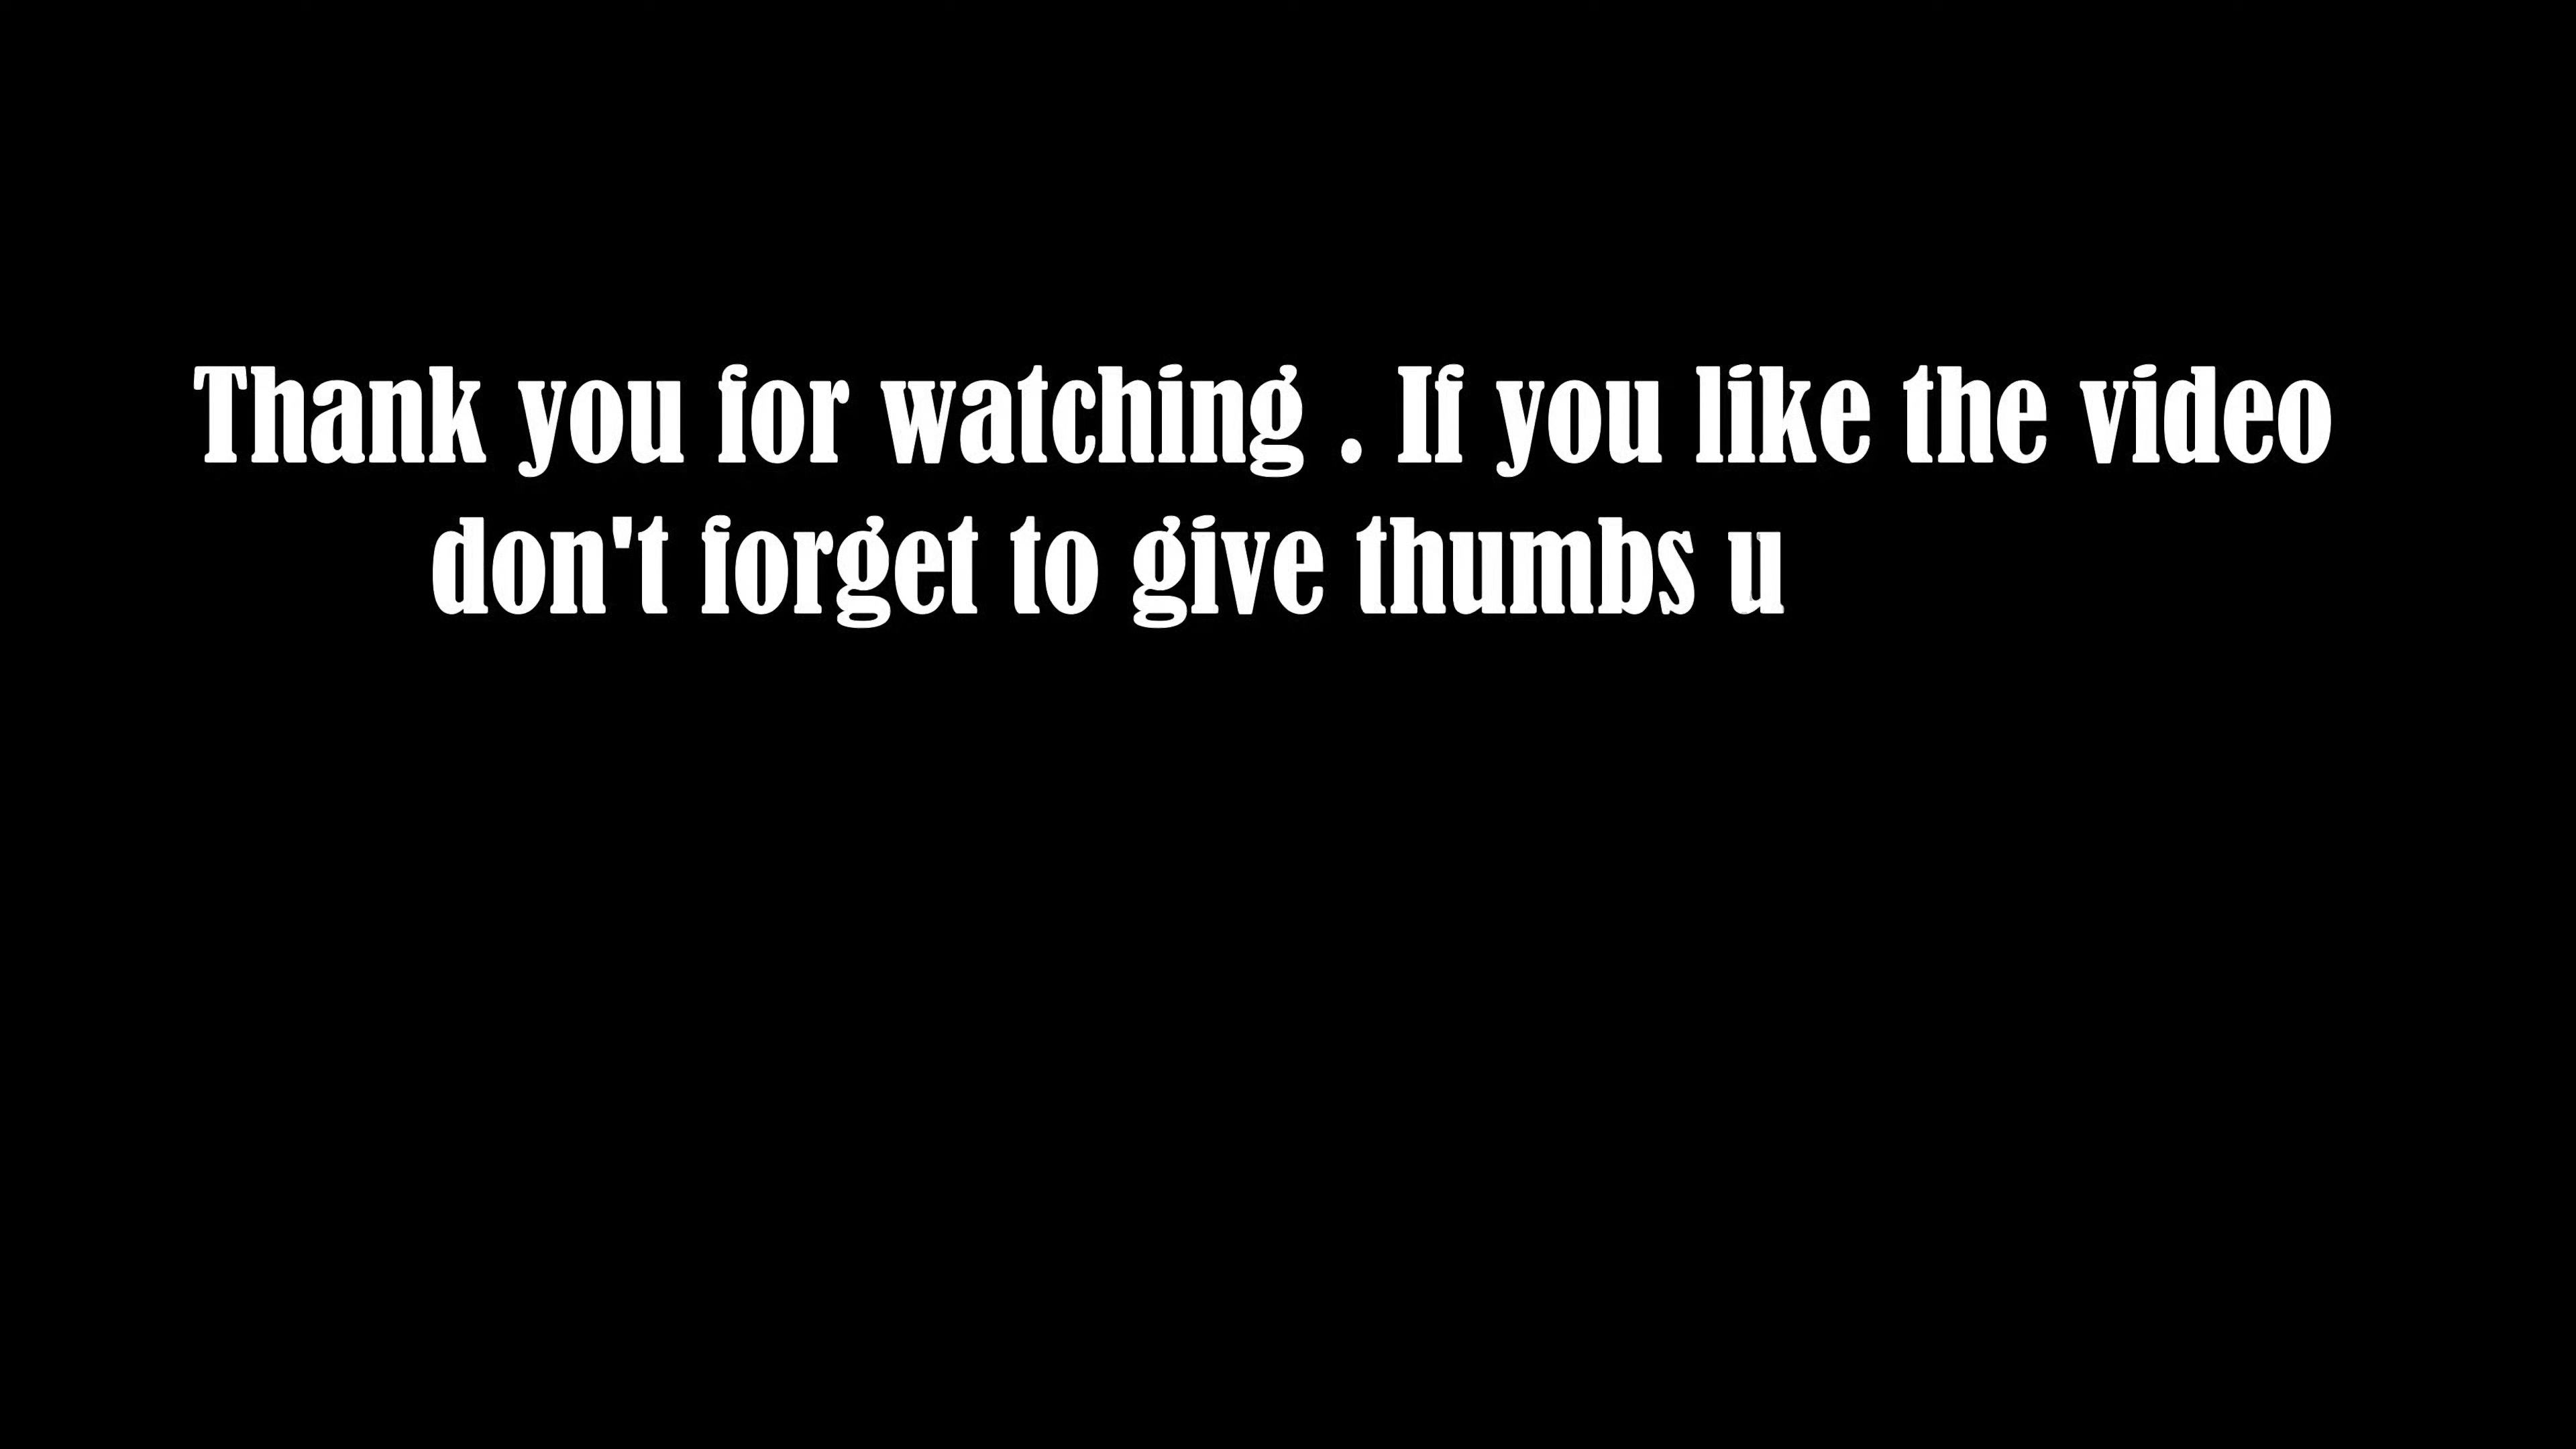 Thank you for watching . If you like the video
don't forget to give thumbs u